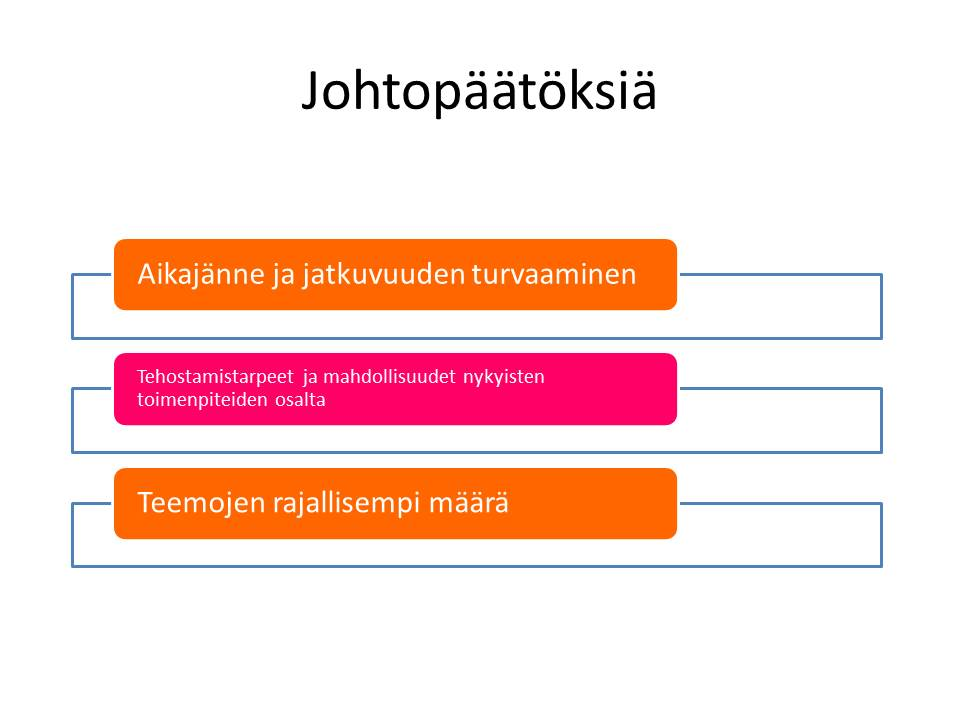 Johtopäätöksiä
Aikajänne ja jatkuvuuden turvaaminen
Tehostamistarpeet ja mahdollisuudet nykyisten
toimenpiteiden osalta
Teemojen rajallisempi määrä